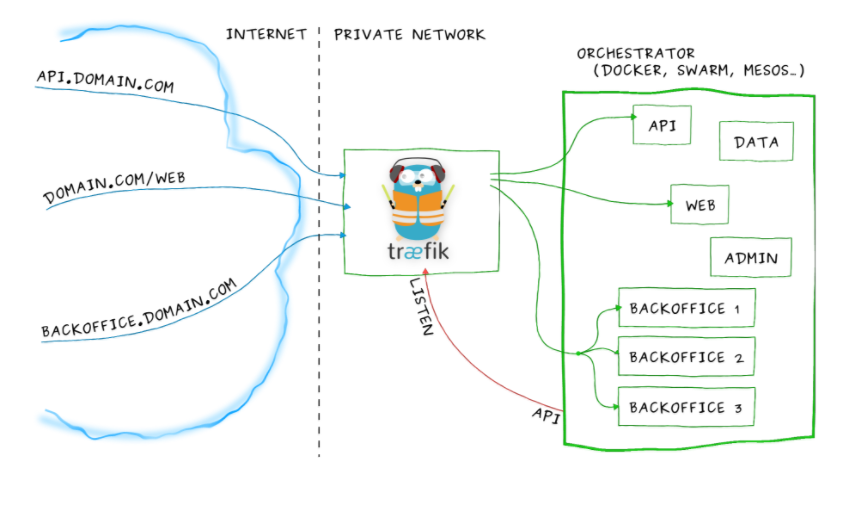 INTERNET
PRIVATE NETWORK
ORCHESTRATOR
(DOCKER, SWARM, MESOS...)
API.DOMAIN.COM
DOMAIN.COM/WEB
BACKOFFICE.DOMAIN.COM
træfik
LISTEN
API
API
DATA
WEB
ADMIN
BACKOFFICE 1
BACKOFFICE 2
BACKOFFICE 3